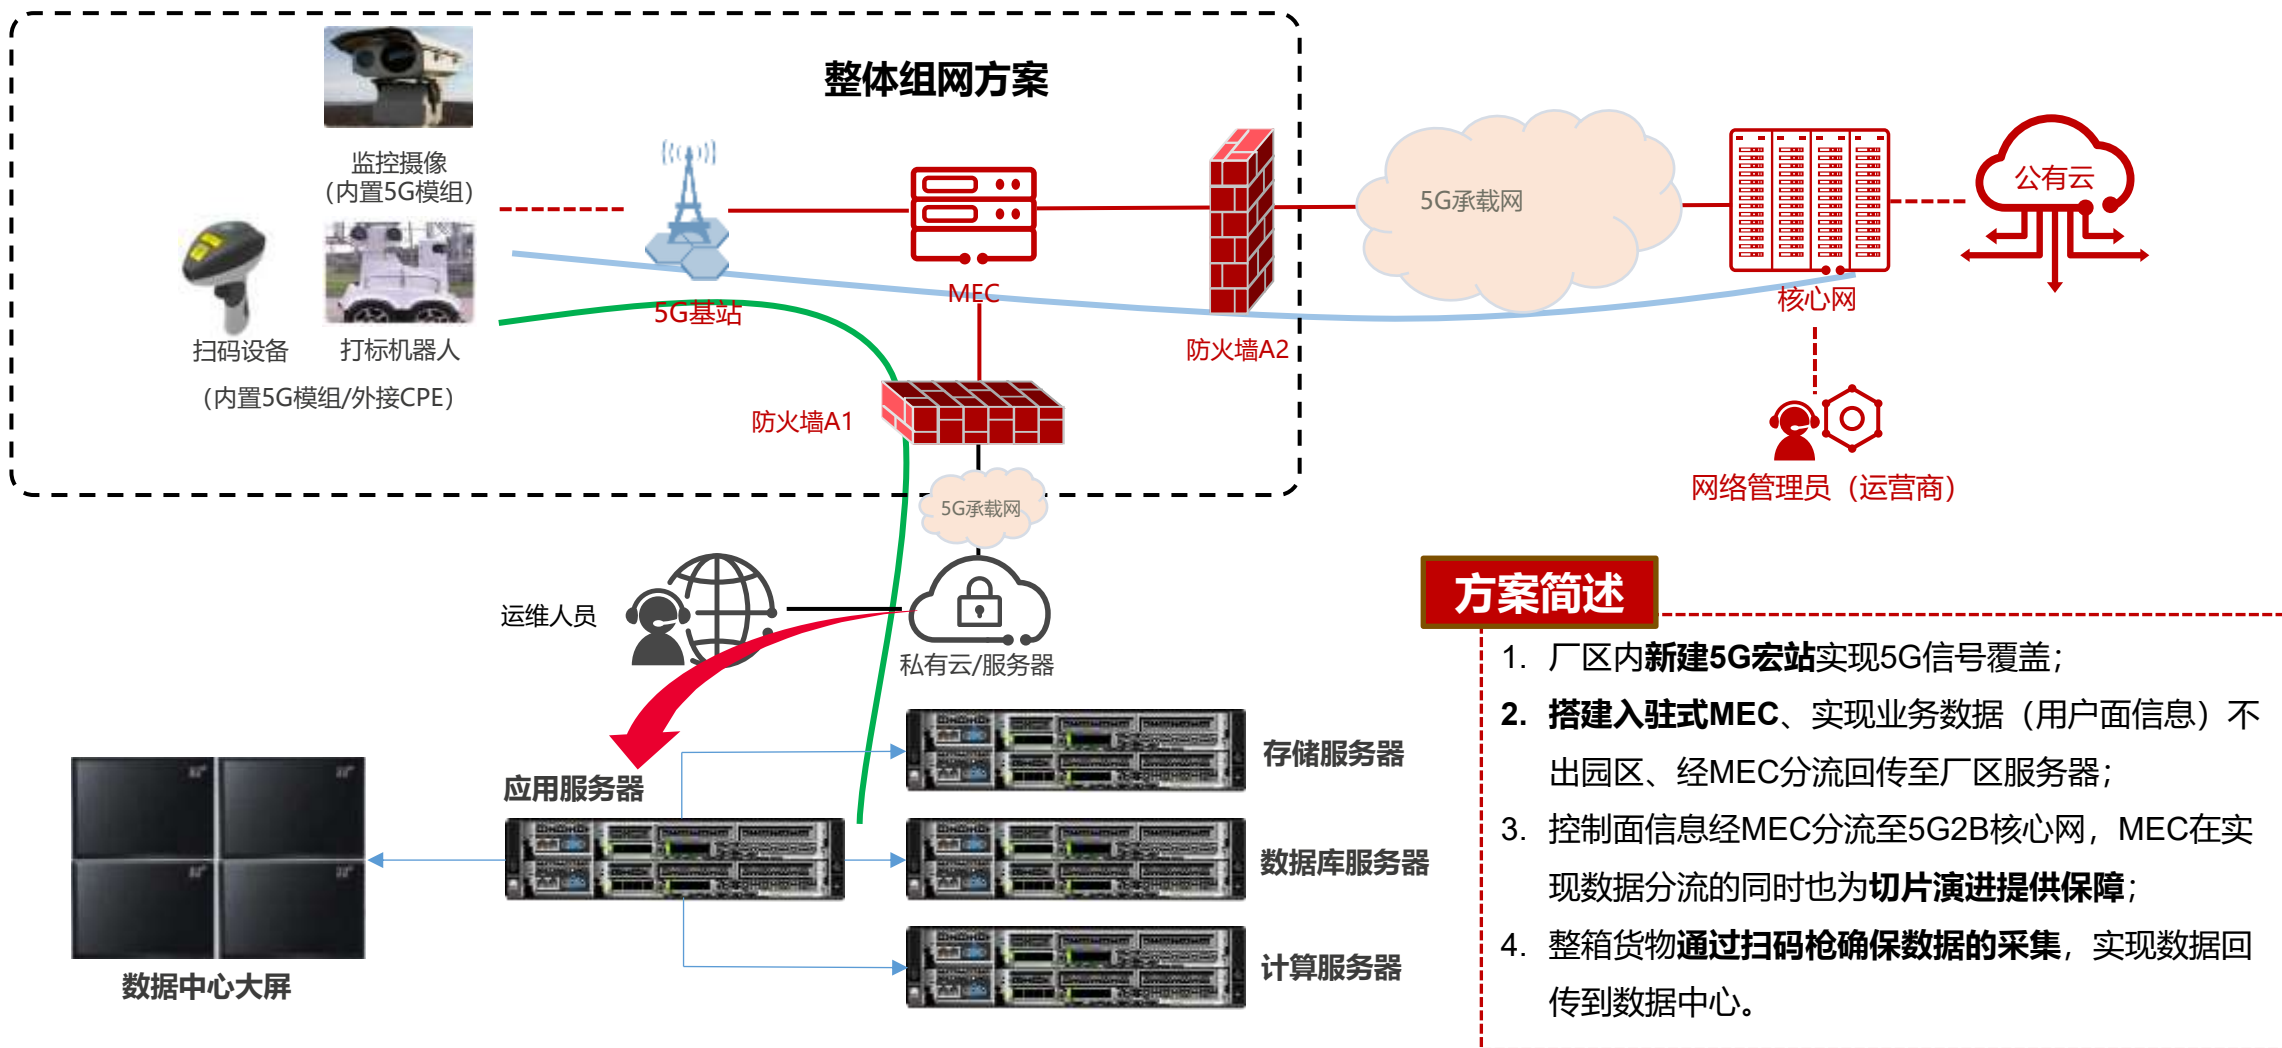 整体组网方案
监控摄像
（内置5G模组）
扫码设备
打标机器人
（内置5G模组/外接CPE）
5G基站
MEC
防火墙A2
防火墙A1
5G承载网
核心网
公有云
网络管理员（运营商）
5G承载网
运维人员
私有云/服务器
应用服务器
存储服务器
数据库服务器
计算服务器
数据中心大屏
方案简述
1. 厂区内新建5G宏站实现5G信号覆盖；
2. 搭建入驻式MEC、实现业务数据（用户面信息）不
出园区、经MEC分流回传至厂区服务器；
3. 控制面信息经MEC分流至5G2B核心网，MEC在实
现数据分流的同时也为切片演进提供保障；
4. 整箱货物通过扫码枪确保数据的采集，实现数据回
传到数据中心。